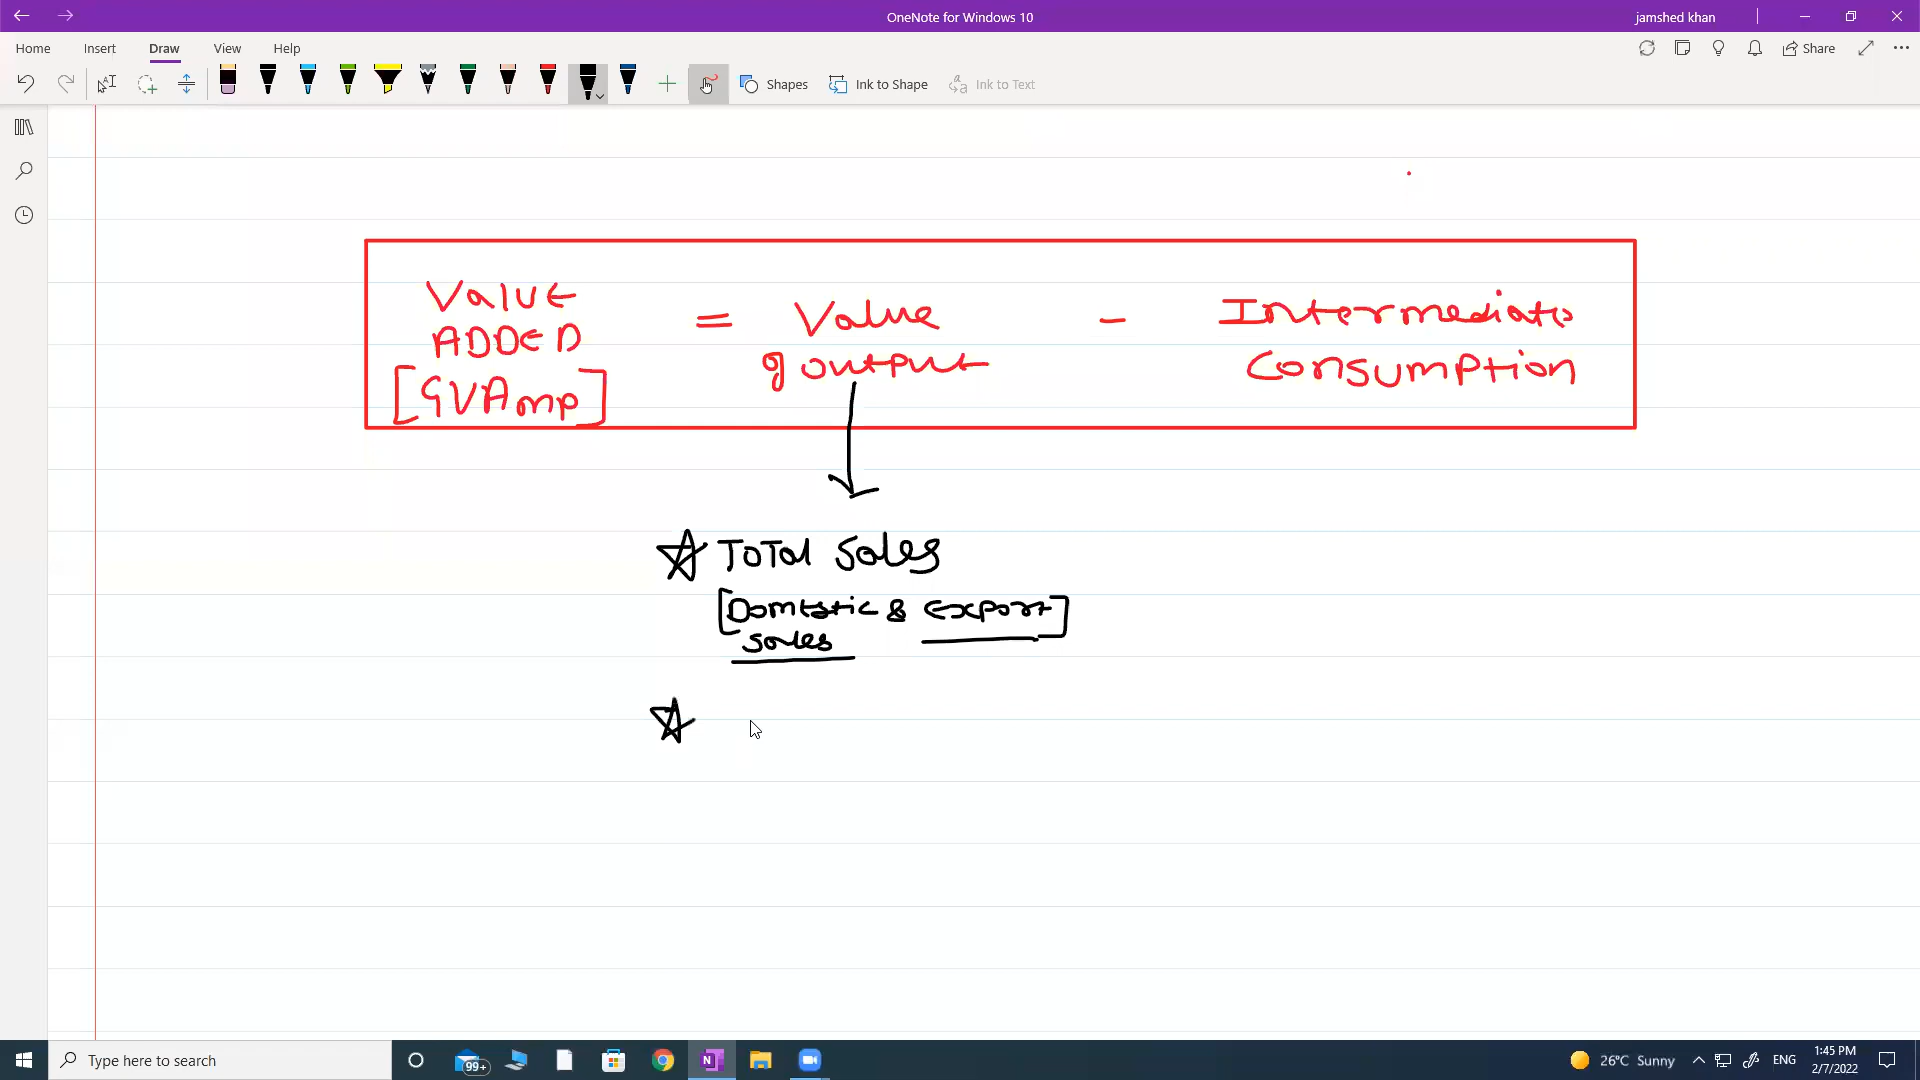 OneNote for Windows 10
jamshed khan
Home Insert Draw View Help
Share
Shapes
Ink to Shape
Ink to Text
Value ADDED [GVAmp] = Value of output - Intermediate Consumption
Total Sales
[Domestic & export]
sales
Type here to search
99+
N
26°C Sunny
ENG
1:45 PM
2/7/2022